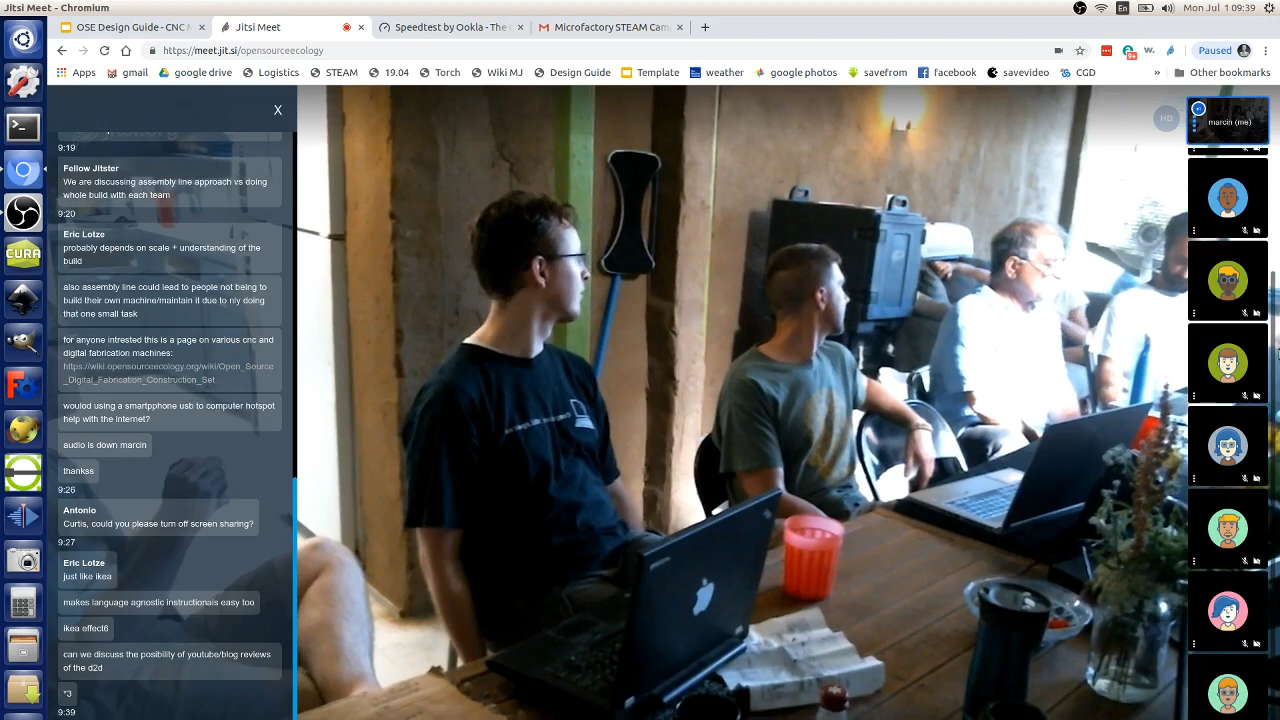 Jitsi Meet - Chromium
En
Mon Jul 1 09:39
OSE Design Guide - CNC
Jitsi Meet
Speedtest by Ookla - The
Microfactory STEAM Cam
https://meet.jit.si/opensourceecology
9+
w.
Paused
Apps
gmail
google drive
Logistics
STEAM
19.04
Torch
Wiki MJ
Design Guide
Template
weather
google photos
savefrom
facebook
savevideo
CGD
»
Other bookmarks
X
9:19
Fellow Jitster
We are discussing assembly line approach vs doing
whole build with each team
9:20
Eric Lotze
probably depends on scale + understanding of the
build
also assembly line could lead to people not being to
build their own machine/maintain it due to nly doing
that one small task
for anyone intrested this is a page on various cnc and
digital fabrication machines:
https://wiki.opensourceecology.org/wiki/Open_Source
_Digital_Fabrication_Construction_Set
woulod using a smartpphone usb to computer hotspot
help with the internet?
audio is down marcin
thankss
9:26
Antonio
Curtis, could you please turn off screen sharing?
9:27
Eric Lotze
just like ikea
makes language agnostic instructionals easy too
ikea effect6
can we discuss the posibility of youtube/blog reviews
of the d2d
*3
9:39
HD
marcin (me)
CURA